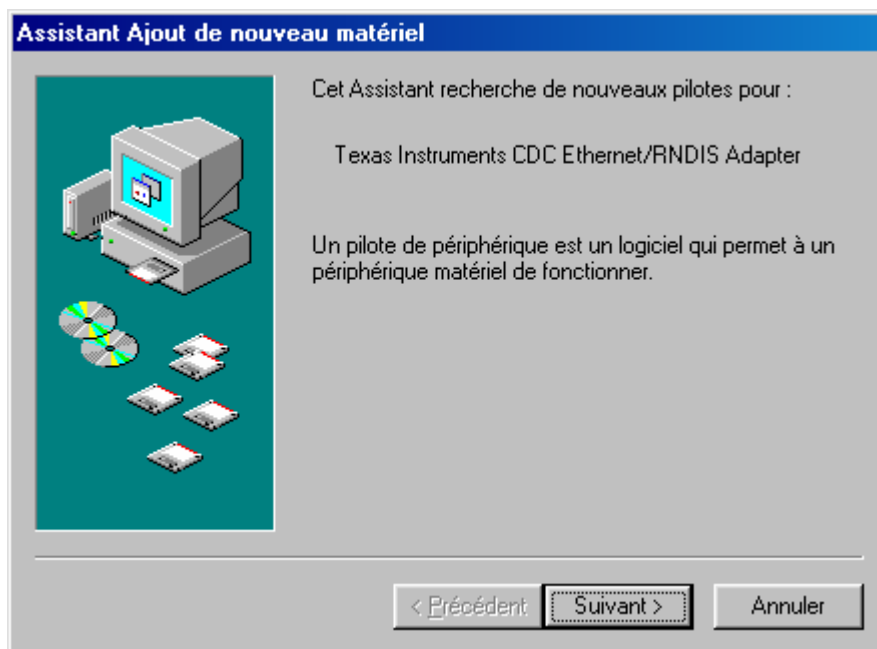 Assistant Ajout de nouveau matériel
Cet Assistant recherche de nouveaux pilotes pour :
Texas Instruments CDC Ethernet/RNDIS Adapter
Un pilote de périphérique est un logiciel qui permet à un
périphérique matériel de fonctionner.
< Précédent
Suivant >
Annuler